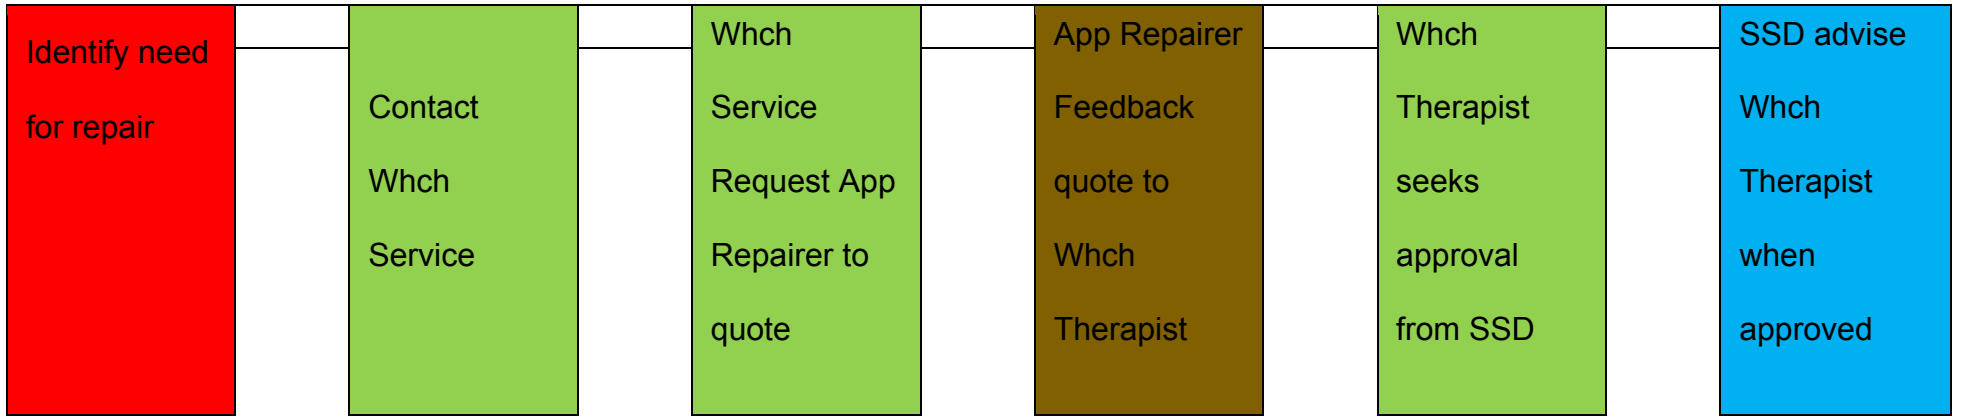 Identify need
for repair
Contact
Whch
Service
Whch
Service
Request App
Repairer to
quote
App Repairer
Feedback
quote to
Whch
Therapist
Whch
Therapist
seeks
approval
from SSD
SSD advise
Whch
Therapist
when
approved